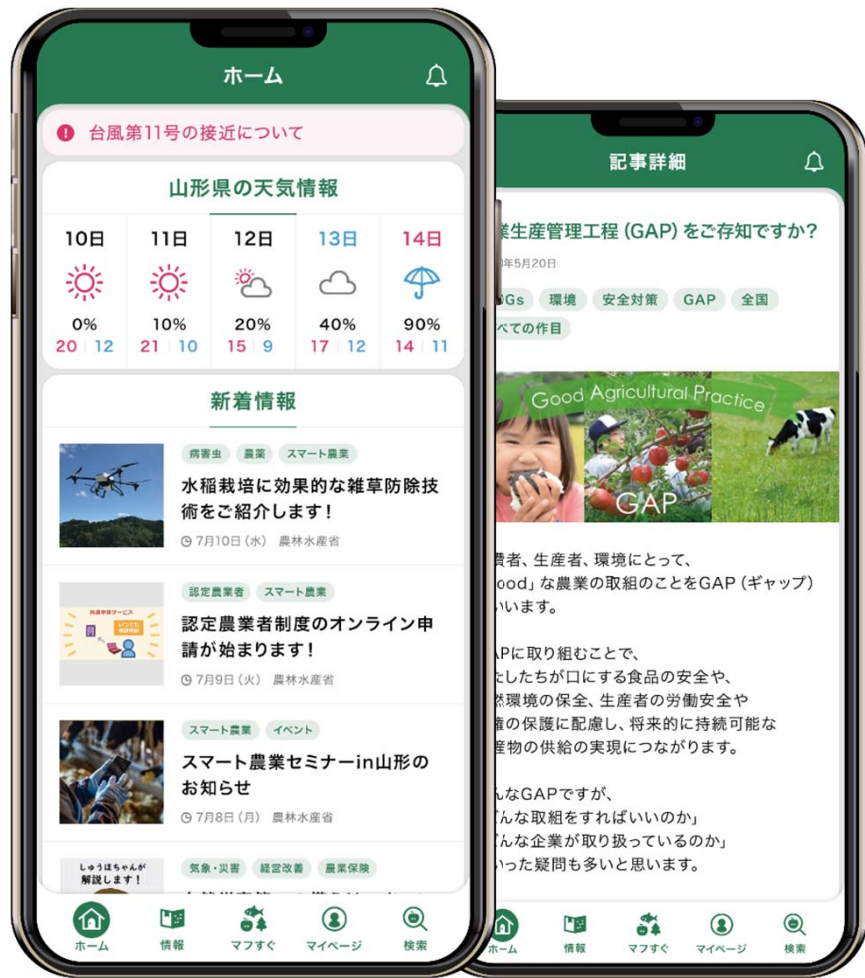 ホーム
台風第11号の接近について
山形県の天気情報
10日 11日 12日 13日 14日
0% 10% 20% 40% 90%
20 12 21 10 15 9 17 12 14 11
新着情報
病害虫 農薬 スマート農業
水稲栽培に効果的な雑草防除技
術をご紹介します!
7月10日(水) 農林水産省
共通申請サービス
認定農業者 スマート農業
認定農業者制度のオンライン申
請が始まります!
7月9日(火) 農林水産省
スマート農業 イベント
スマート農業セミナーin山形の
お知らせ
7月8日(月) 農林水産省
しゅうほちゃんが
解説します!
気象・災害 経営改善 農業保険
ホーム 情報 マフすぐ マイページ 検索
記事詳細
業生産管理工程(GAP)をご存知ですか?
年5月20日
Gs 環境 安全対策 GAP 全国
べての作目
Good Agricultural Practice
GAP
費者、生産者、環境にとって、
ood」な農業の取組のことをGAP(ギャップ)
いいます。
APに取り組むことで、
たしたちが口にする食品の安全や、
然環境の保全、生産者の労働安全や
権の保護に配慮し、将来的に持続可能な
産物の供給の実現につながります。
んなGAPですが、
どんな取組をすればいいのか」
どんな企業が取り扱っているのか」
いった疑問も多いと思います。
ホーム 情報 マフすぐ マイページ 検索